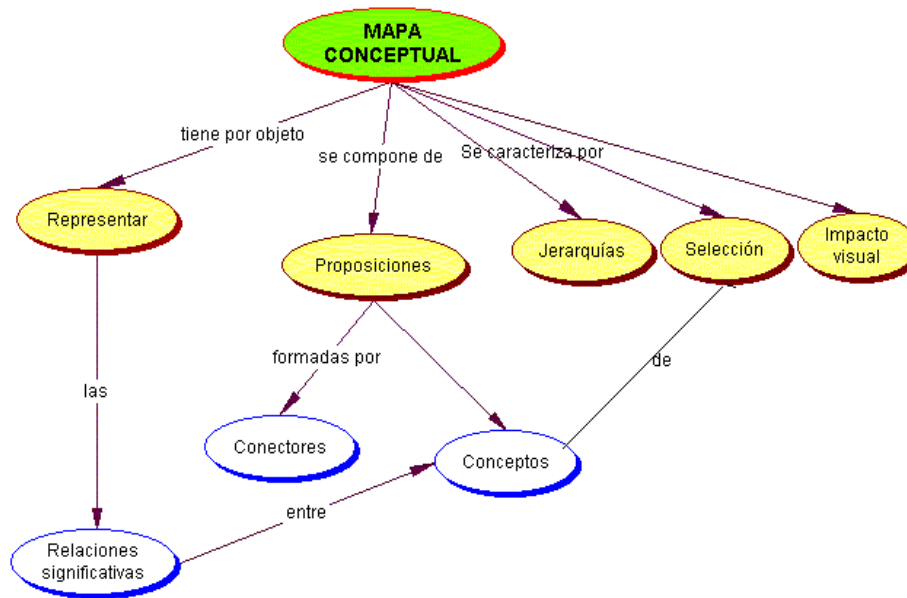 MAPA
CONCEPTUAL
tiene por objeto
se compone de
Se caracteriza por
Representar
Proposiciones
Jerarquías
Selección
Impacto
visual
formadas por
de
las
Conectores
Conceptos
entre
Relaciones
significativas